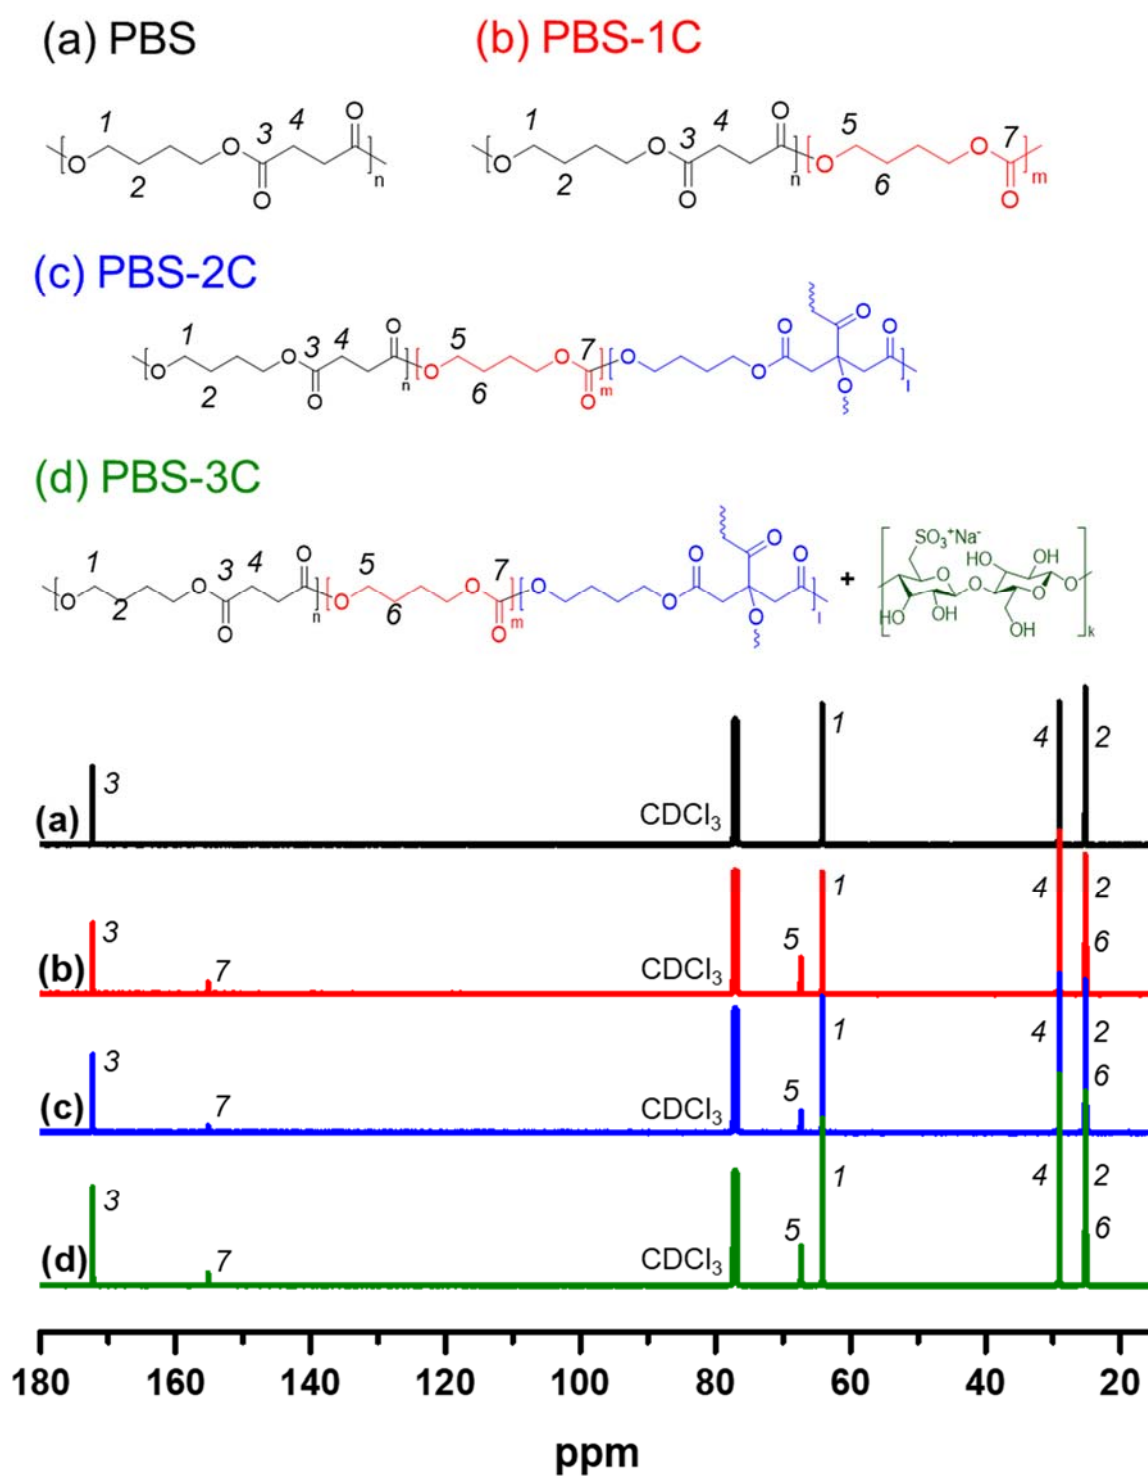 (a) PBS (b) PBS-1C
1 4 O 1 4 O 5 7
O 3 O O 3 O O O
2 O n 2 O n 6 O m
(c) PBS-2C
1 3 4 O 5 7 O O O
O O O O O O O
2 O n 6 O m O l
(d) PBS-3C
1 3 4 O 5 7 O O O SO3+Na- HO OH
O O O O O O + O O O O
2 O n 6 O m O l HO OH OH k
3 CDCl3 1 4 2
(a)
3 7 CDCl3 5 1 4 2 6
(b)
3 7 CDCl3 5 1 4 2 6
(c)
3 7 CDCl3 5 1 4 2 6
(d)
180 160 140 120 100 80 60 40 20
ppm